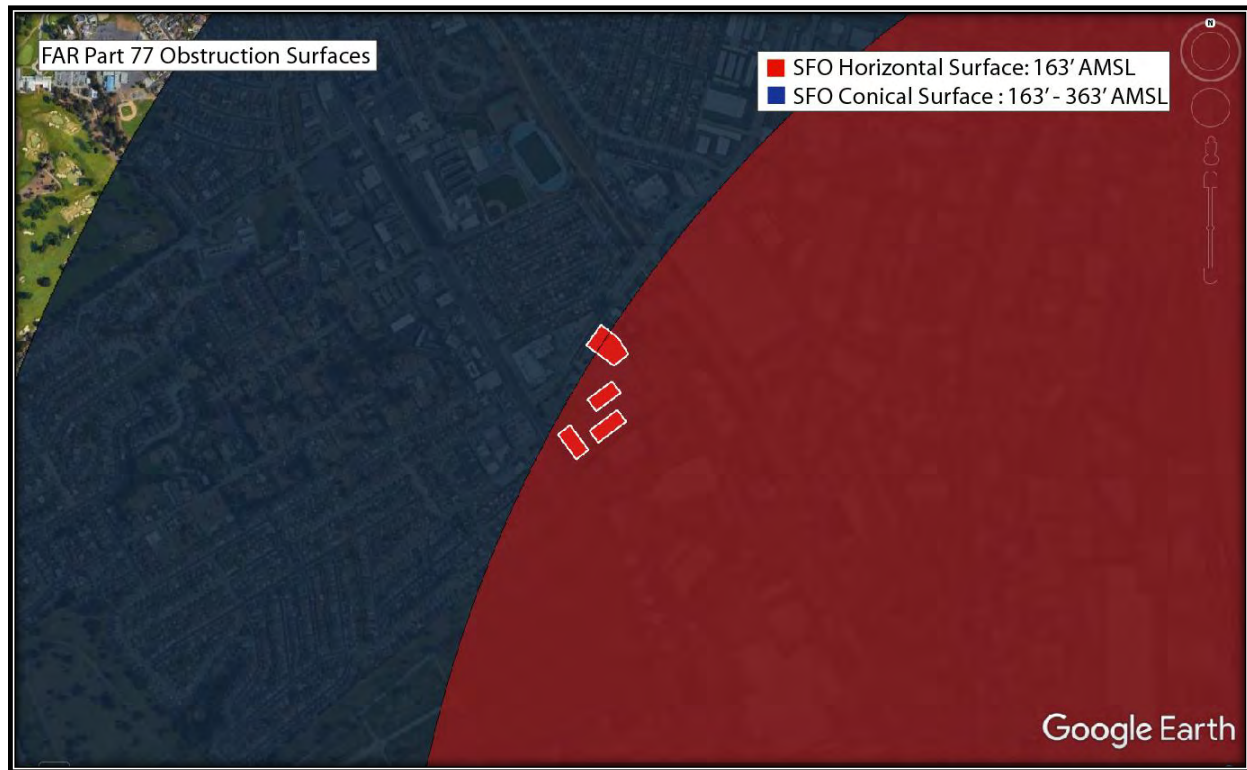 FAR Part 77 Obstruction Surfaces
SFO Horizontal Surface: 163’ AMSL
SFO Conical Surface : 163’ - 363’ AMSL
N
Google Earth